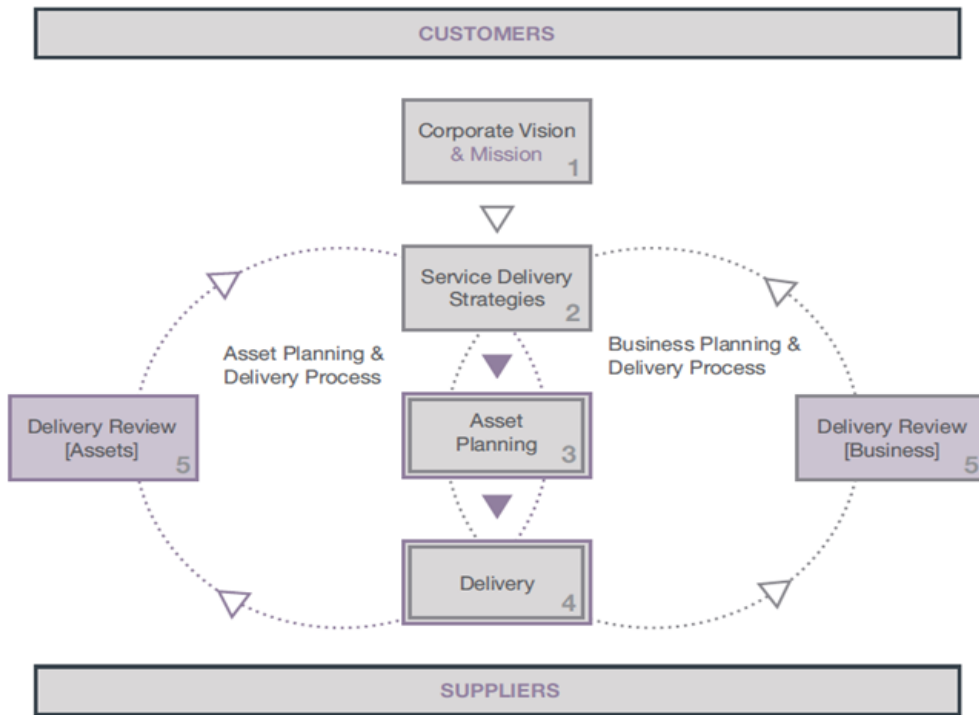 CUSTOMERS
Corporate Vision
& Mission
1
Service Delivery
Strategies
2
Asset Planning &
Delivery Process
Business Planning &
Delivery Process
Delivery Review
[Assets]
5
Asset
Planning
3
Delivery Review
[Business]
5
Delivery
4
SUPPLIERS